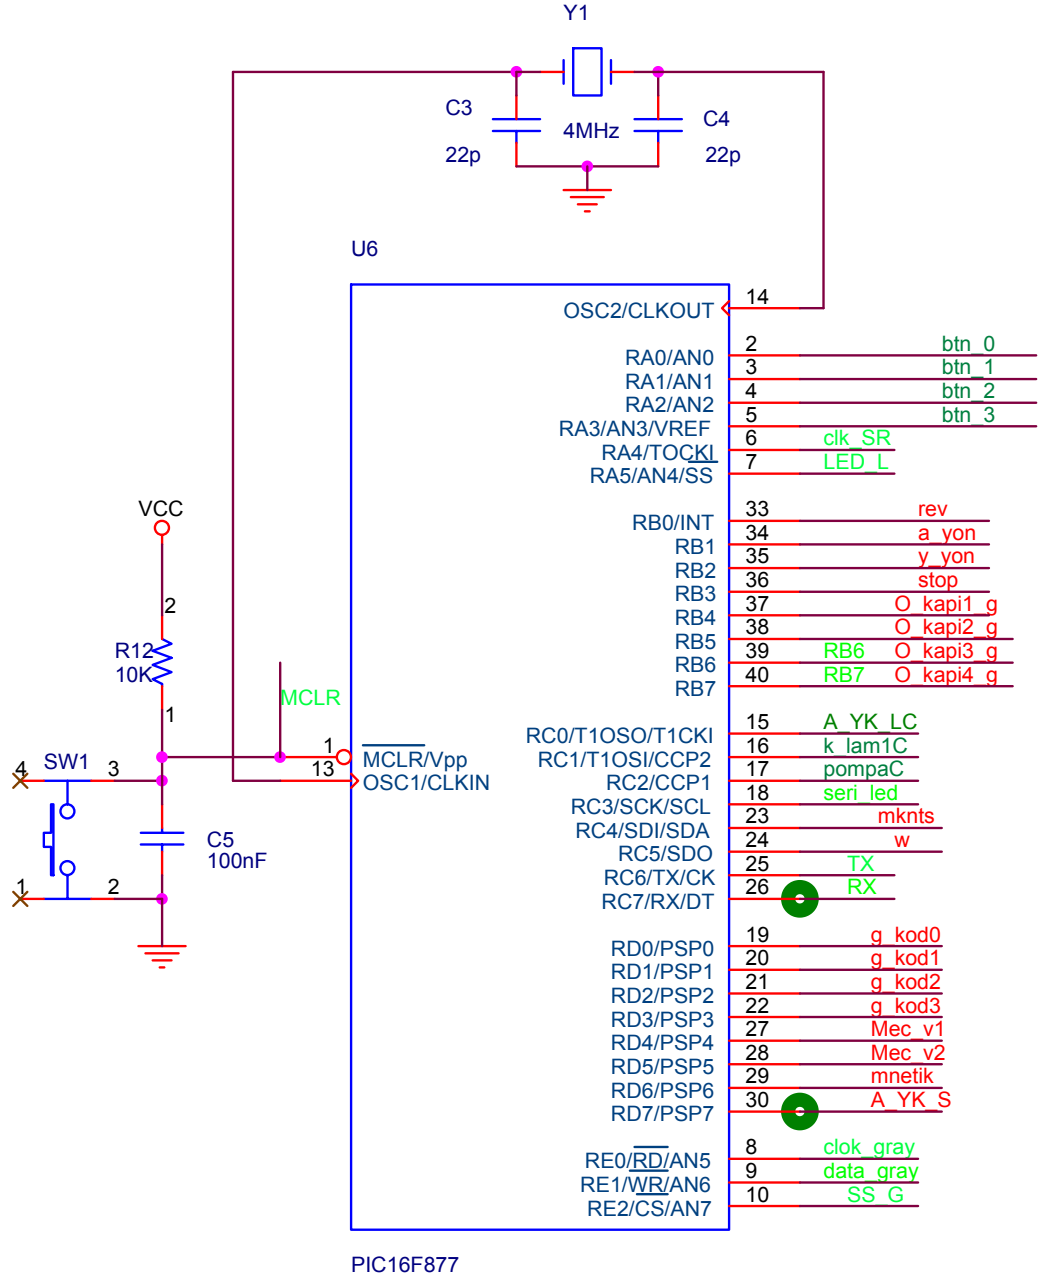 Y1
C3
4MHz
C4
22p
22p
U6
OSC2/CLKOUT 14
RA0/AN0 2 btn_0
RA1/AN1 3 btn_1
RA2/AN2 4 btn_2
RA3/AN3/VREF 5 btn_3
RA4/TOCKI 6 clk_SR
RA5/AN4/SS 7 LED_L
VCC
RB0/INT 33 rev
RB1 34 a_yon
RB2 35 y_yon
RB3 36 stop
RB4 37 O_kapi1_g
RB5 38 O_kapi2_g
RB6 39 RB6 O_kapi3_g
RB7 40 RB7 O_kapi4_g
2
R12
10K
1
MCLR
1 MCLR/Vpp
13 OSC1/CLKIN
SW1
4 3
1 2
C5
100nF
RC0/T1OSO/T1CKI 15 A_YK_LC
RC1/T1OSI/CCP2 16 k_lam1C
RC2/CCP1 17 pompaC
RC3/SCK/SCL 18 seri_led
RC4/SDI/SDA 23 mknts
RC5/SDO 24 w
RC6/TX/CK 25 TX
RC7/RX/DT 26 RX
RD0/PSP0 19 g_kod0
RD1/PSP1 20 g_kod1
RD2/PSP2 21 g_kod2
RD3/PSP3 22 g_kod3
RD4/PSP4 27 Mec_v1
RD5/PSP5 28 Mec_v2
RD6/PSP6 29 mnetik
RD7/PSP7 30 A_YK_S
RE0/RD/AN5 8 clok_gray
RE1/WR/AN6 9 data_gray
RE2/CS/AN7 10 SS_G
PIC16F877